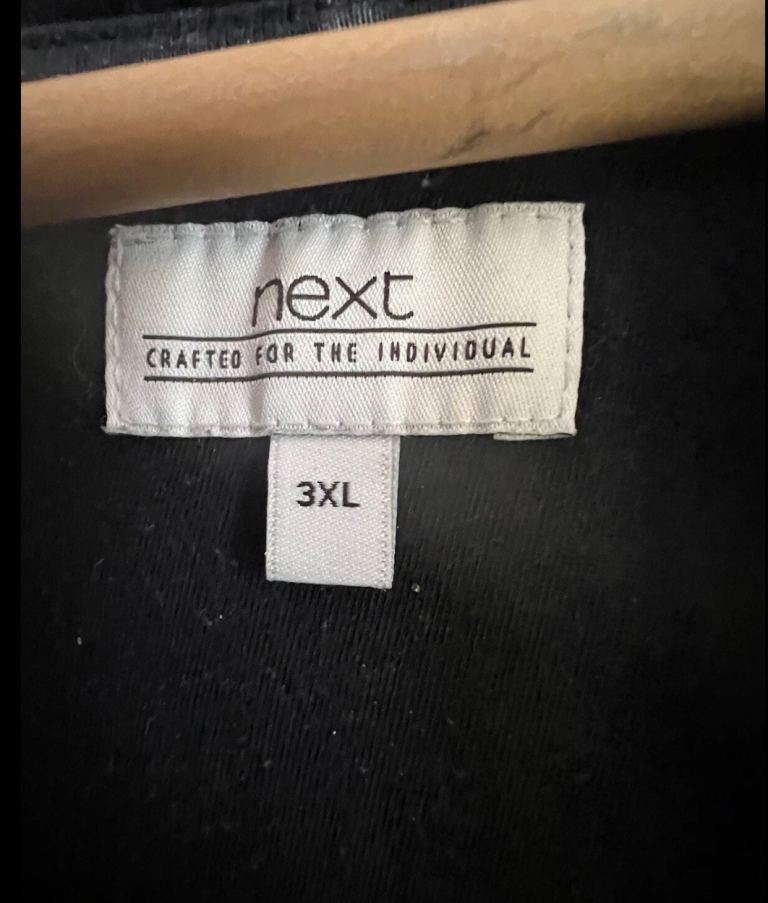 next
CRAFTED FOR THE INDIVIDUAL
3XL